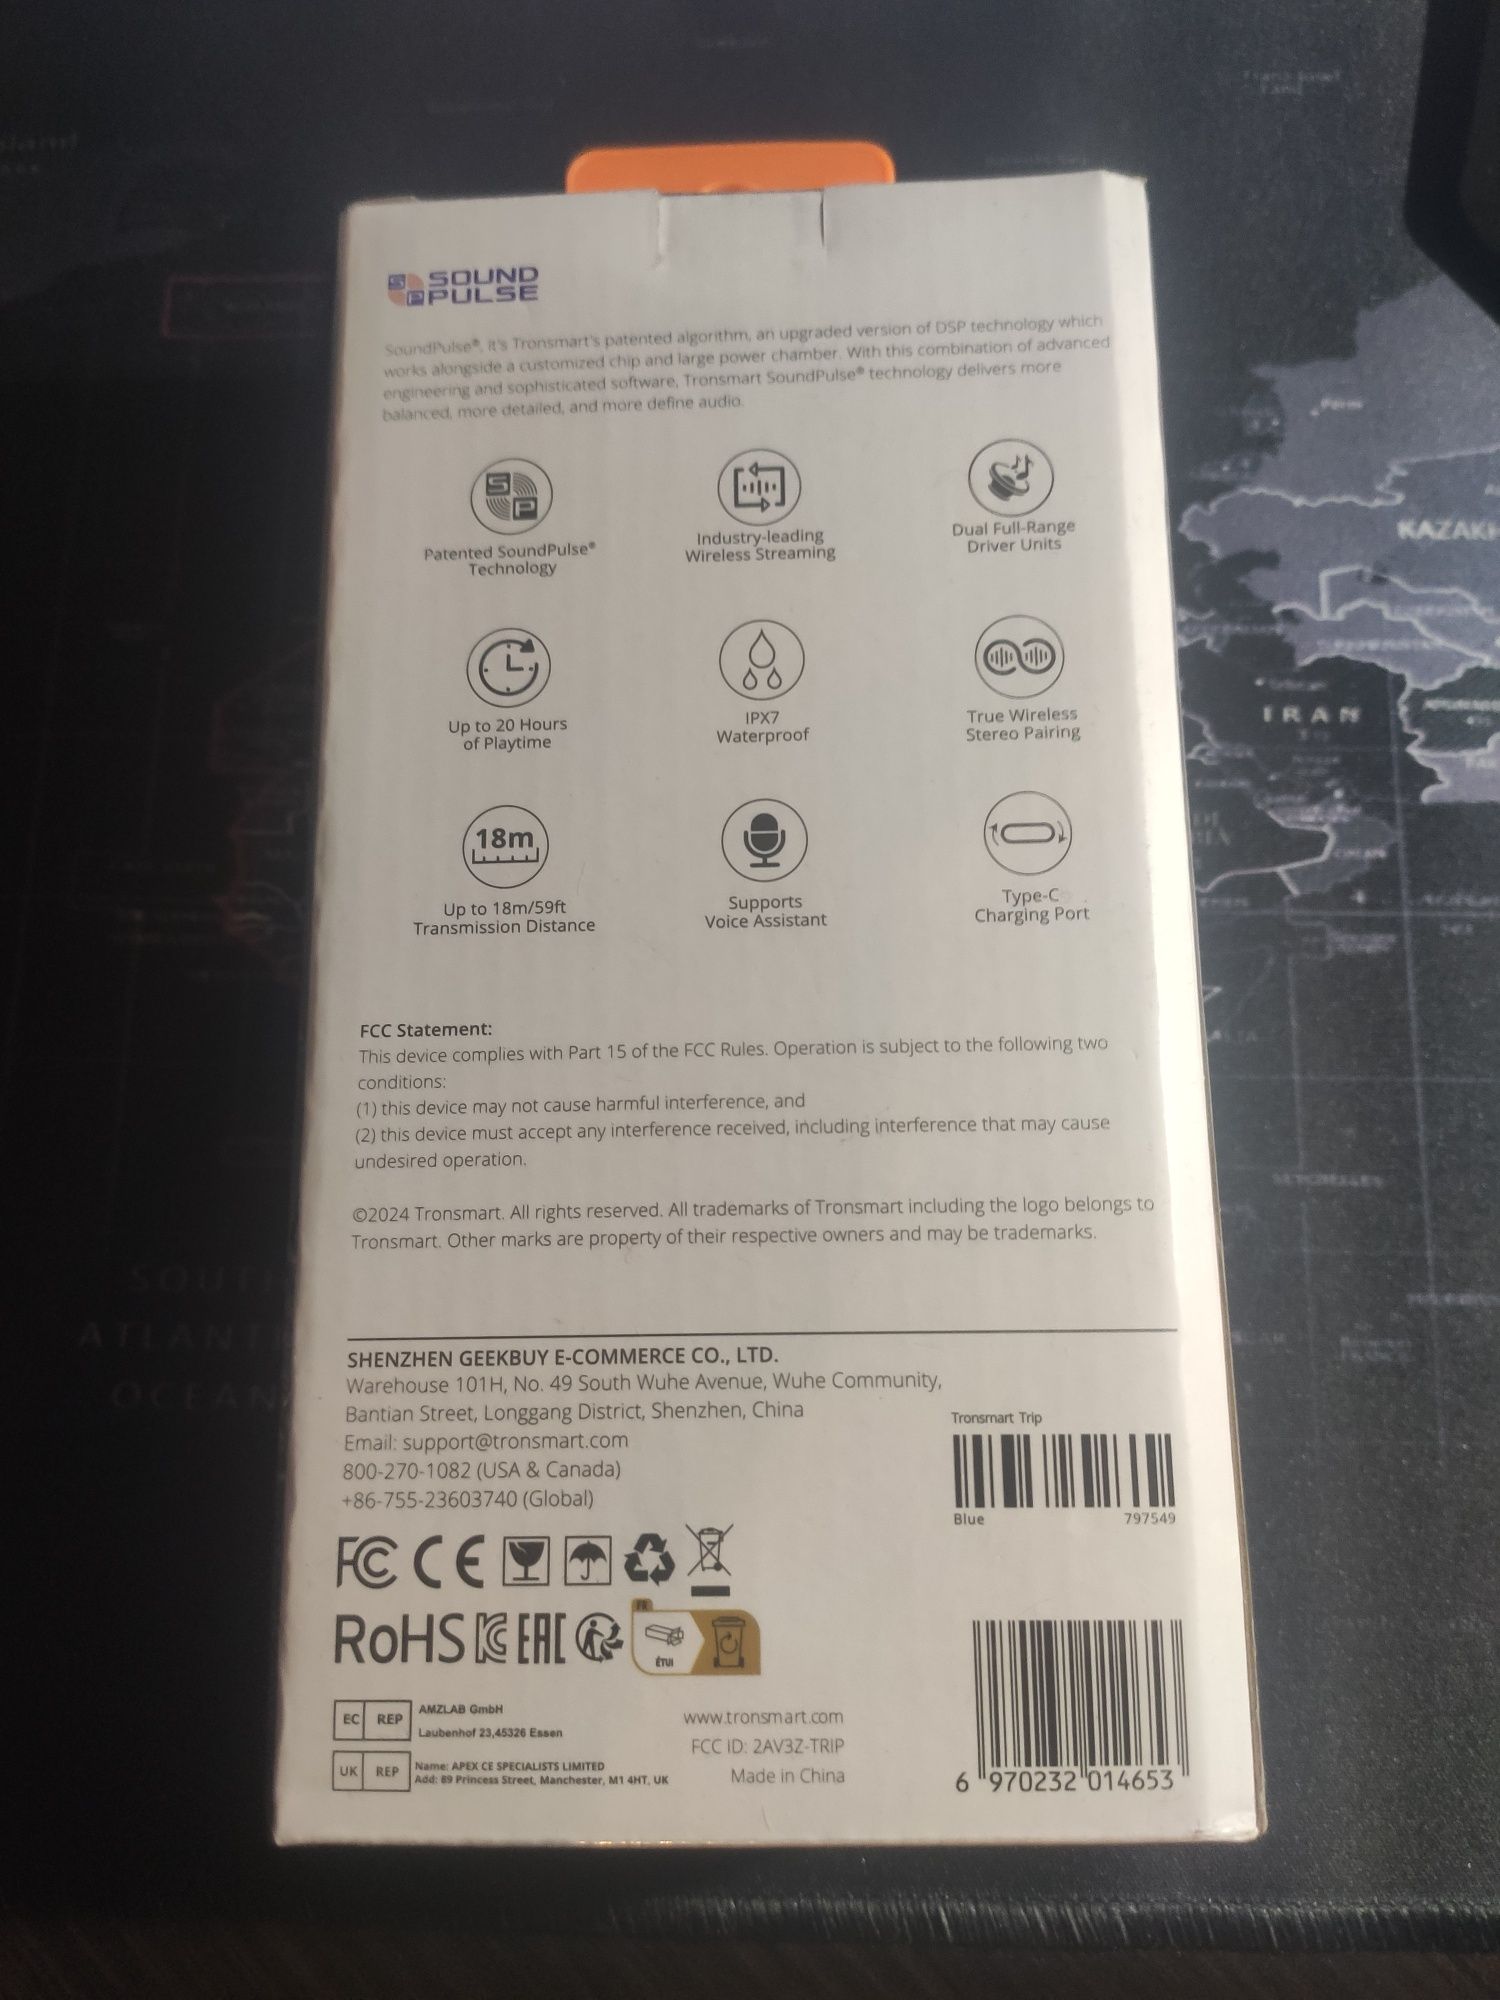 SOUND
PULSE
SoundPulse®, it's Tronsmart's patented algorithm, an upgraded version of DSP technology which
works alongside a customized chip and large power chamber. With this combination of advanced
engineering and sophisticated software, Tronsmart SoundPulse® technology delivers more
balanced, more detailed, and more define audio.
Patented SoundPulse®
Technology
Industry-leading
Wireless Streaming
Dual Full-Range
Driver Units
Up to 20 Hours
of Playtime
IPX7
Waterproof
True Wireless
Stereo Pairing
18m
Up to 18m/59ft
Transmission Distance
Supports
Voice Assistant
Type-C
Charging Port
FCC Statement:
This device complies with Part 15 of the FCC Rules. Operation is subject to the following two
conditions:
(1) this device may not cause harmful interference, and
(2) this device must accept any interference received, including interference that may cause
undesired operation.
©2024 Tronsmart. All rights reserved. All trademarks of Tronsmart including the logo belongs to
Tronsmart. Other marks are property of their respective owners and may be trademarks.
SHENZHEN GEEKBUY E-COMMERCE CO., LTD.
Warehouse 101H, No. 49 South Wuhe Avenue, Wuhe Community,
Bantian Street, Longgang District, Shenzhen, China
Email: support@tronsmart.com
800-270-1082 (USA & Canada)
+86-755-23603740 (Global)
Tronsmart Trip
Blue 797549
FC CE
RoHS KC EAC
FR
ÉTUI
EC REP
AMZLAB GmbH
Laubenhof 23,45326 Essen
UK REP
Name: APEX CE SPECIALISTS LIMITED
Add: 89 Princess Street, Manchester, M1 4HT, UK
www.tronsmart.com
FCC ID: 2AV3Z-TRIP
Made in China
6 970232 014653
KAZAKH
IRAN
SOUTH
ATLANT
OCEAN